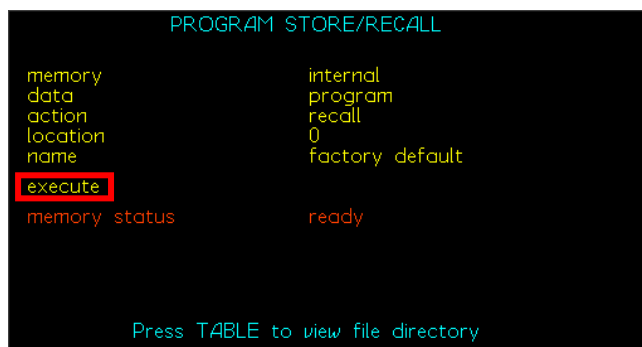 PROGRAM STORE/RECALL
memory internal
data program
action recall
location 0
name factory default
execute
memory status ready
Press TABLE to view file directory